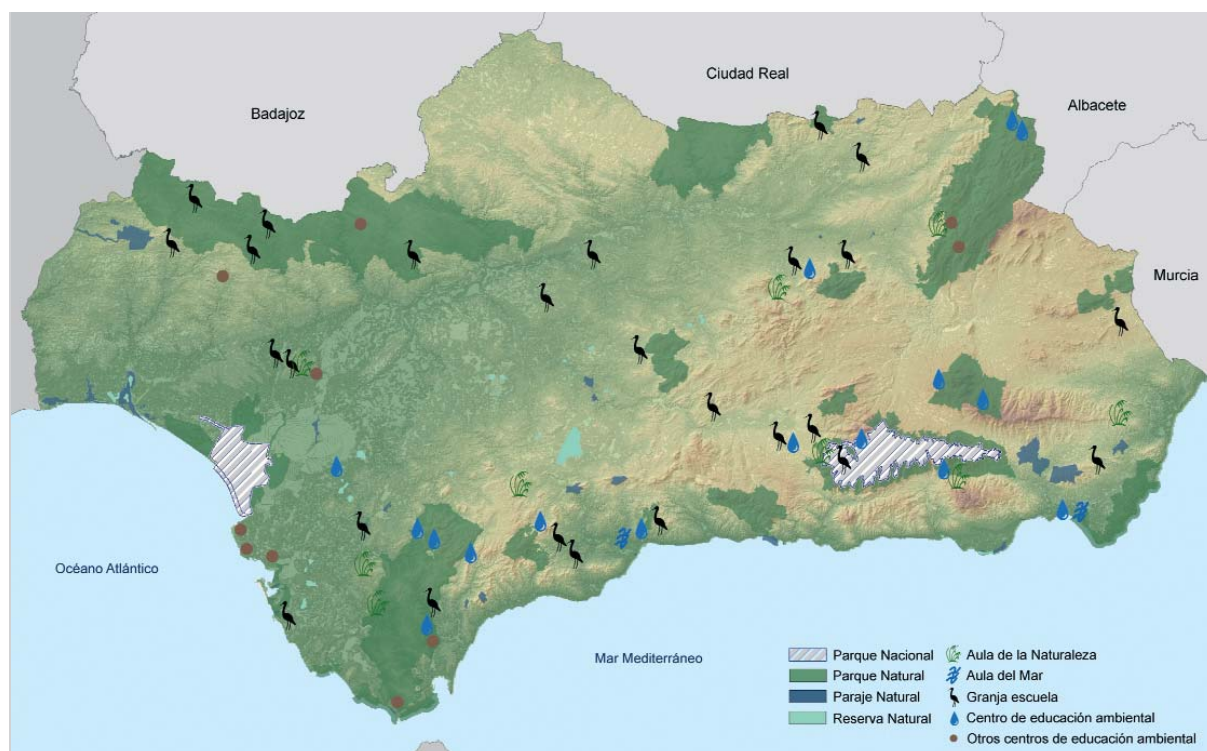 Ciudad Real
Albacete
Badajoz
Murcia
Océano Atlántico
Mar Mediterráneo
Parque Nacional
Parque Natural
Paraje Natural
Reserva Natural
Aula de la Naturaleza
Aula del Mar
Granja escuela
Centro de educación ambiental
Otros centros de educación ambiental